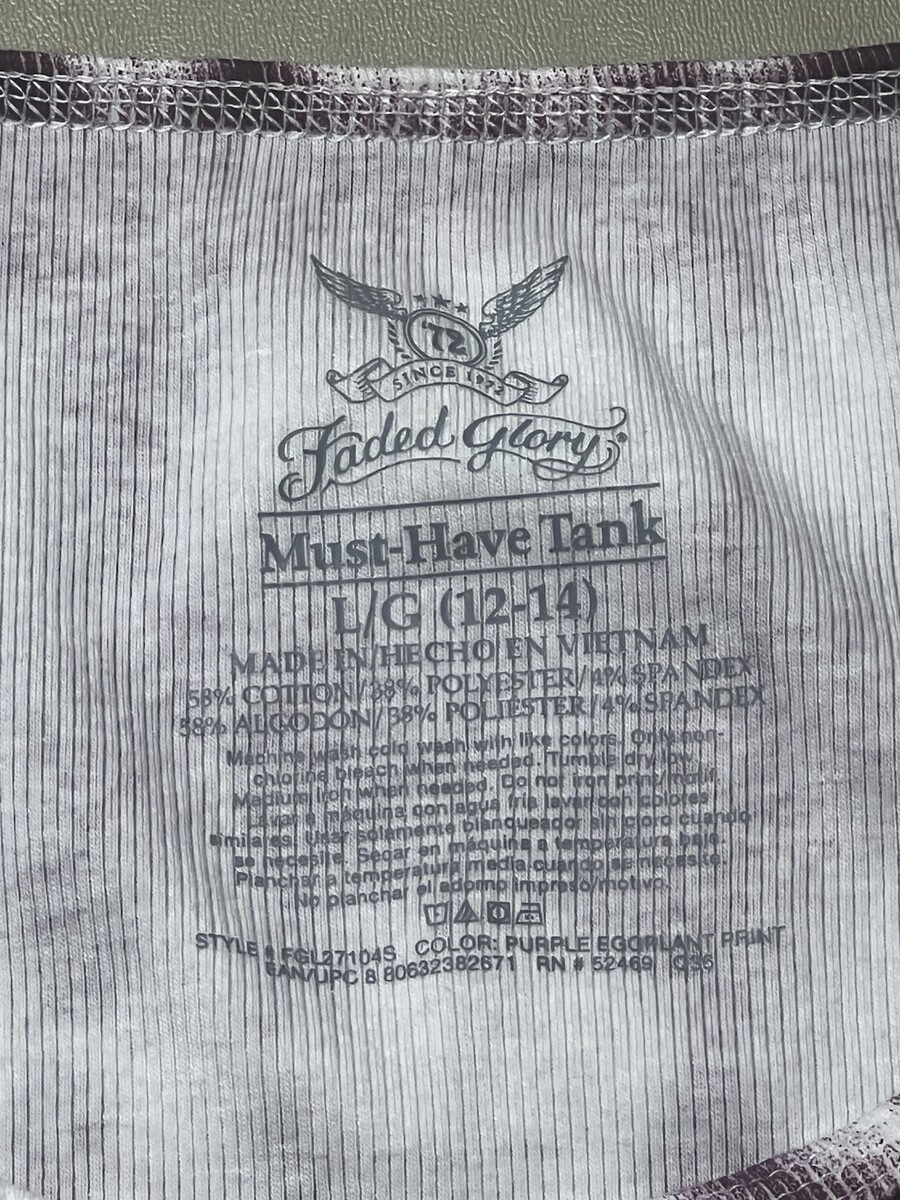 72
SINCE 1972
Faded Glory
Must-Have Tank
L/G (12-14)
MADE IN/HECHO EN VIETNAM
58% COTTON/38% POLYESTER/4% SPANDEX
58% ALGODÓN/38% POLIESTER/4% SPANDEX
Machine wash cold wash with like colors. Only non-
chlorine bleach when needed. Tumble dry low.
Medium iron when needed. Do not iron print/motif.
Lavar a máquina con agua fría lavar con colores
similares. Usar solamente blanqueador sin cloro cuando
se necesite. Secar en máquina a temperatura baja.
Planchar a temperatura media cuando se necesite.
No planchar el adorno impreso/motivo.
STYLE # FGL27104S COLOR: PURPLE EGGPLANT PRINT
EAN/UPC 8 80632382671 RN # 52469